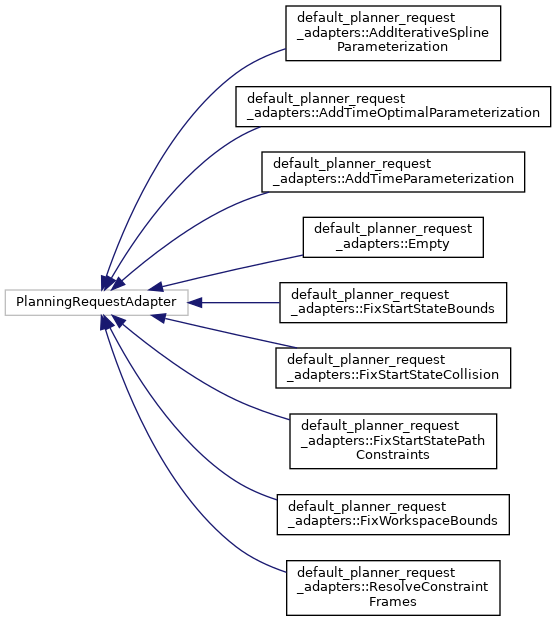 default_planner_request
_adapters::AddIterativeSpline
Parameterization
default_planner_request
_adapters::AddTimeOptimalParameterization
default_planner_request
_adapters::AddTimeParameterization
default_planner_request
_adapters::Empty
PlanningRequestAdapter
default_planner_request
_adapters::FixStartStateBounds
default_planner_request
_adapters::FixStartStateCollision
default_planner_request
_adapters::FixStartStatePath
Constraints
default_planner_request
_adapters::FixWorkspaceBounds
default_planner_request
_adapters::ResolveConstraint
Frames